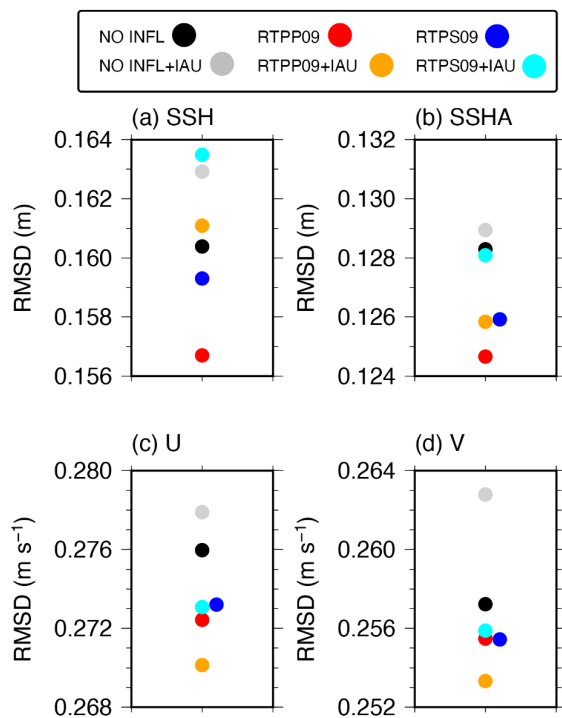 NO INFL RTPP09 RTPS09
NO INFL+IAU RTPP09+IAU RTPS09+IAU
(a) SSH
0.164
0.162
0.160
0.158
0.156
RMSD (m)
(b) SSHA
0.132
0.130
0.128
0.126
0.124
RMSD (m)
(c) U
0.280
0.276
0.272
0.268
RMSD (m s⁻¹)
(d) V
0.264
0.260
0.256
0.252
RMSD (m s⁻¹)